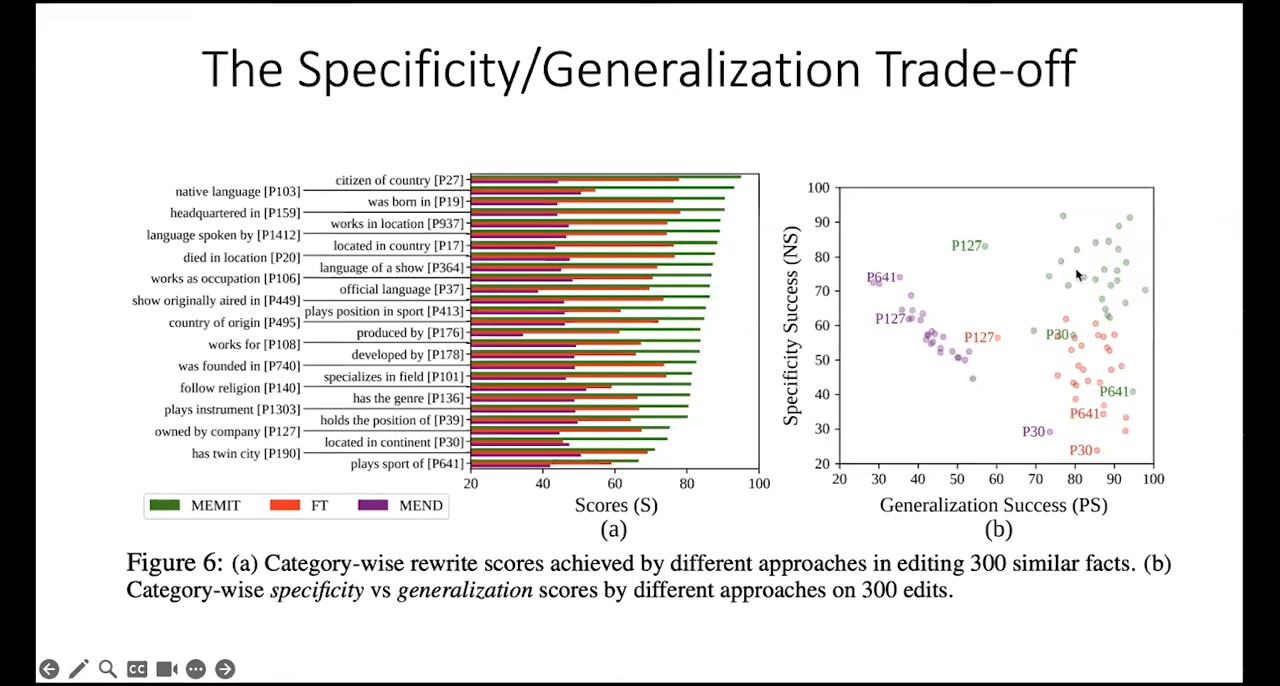 The Specificity/Generalization Trade-off
citizen of country [P27]
native language [P103]
was born in [P19]
headquartered in [P159]
works in location [P937]
language spoken by [P1412]
located in country [P17]
died in location [P20]
language of a show [P364]
works as occupation [P106]
official language [P37]
show originally aired in [P449]
plays position in sport [P413]
country of origin [P495]
produced by [P176]
works for [P108]
developed by [P178]
was founded in [P740]
specializes in field [P101]
follow religion [P140]
has the genre [P136]
plays instrument [P1303]
holds the position of [P39]
owned by company [P127]
located in continent [P30]
has twin city [P190]
plays sport of [P641]
20 40 60 80 100
Scores (S)
(a)
MEMIT FT MEND
100
90
80
70
60
50
40
30
20
Specificity Success (NS)
P127
P641
P127
P127
P30
P641
P641
P30
P30
20 30 40 50 60 70 80 90 100
Generalization Success (PS)
(b)
Figure 6: (a) Category-wise rewrite scores achieved by different approaches in editing 300 similar facts. (b)
Category-wise specificity vs generalization scores by different approaches on 300 edits.
CC